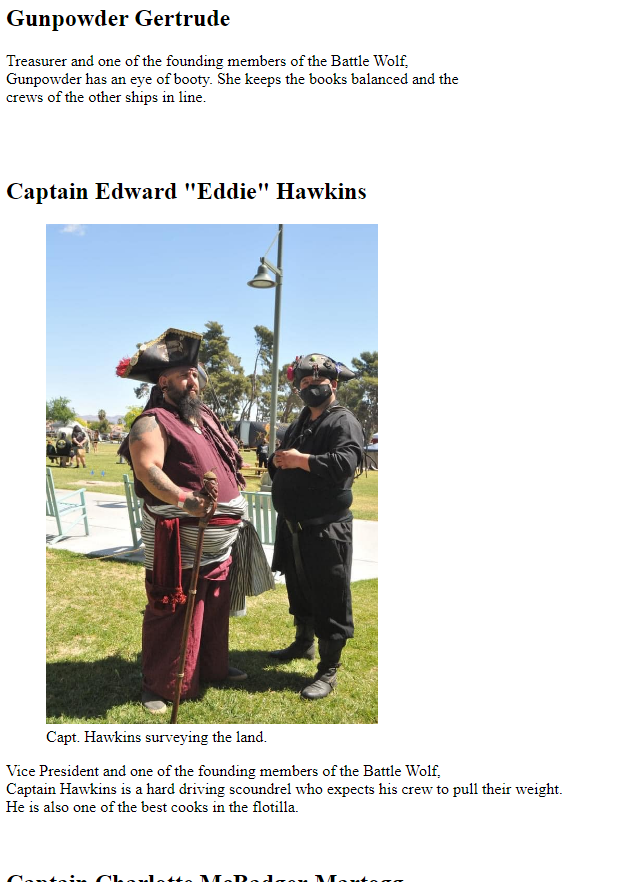 Gunpowder Gertrude
Treasurer and one of the founding members of the Battle Wolf,
Gunpowder has an eye of booty. She keeps the books balanced and the
crews of the other ships in line.
Captain Edward "Eddie" Hawkins
Capt. Hawkins surveying the land.
Vice President and one of the founding members of the Battle Wolf,
Captain Hawkins is a hard driving scoundrel who expects his crew to pull their weight.
He is also one of the best cooks in the flotilla.
Captain Charlotte McBadger Martegg